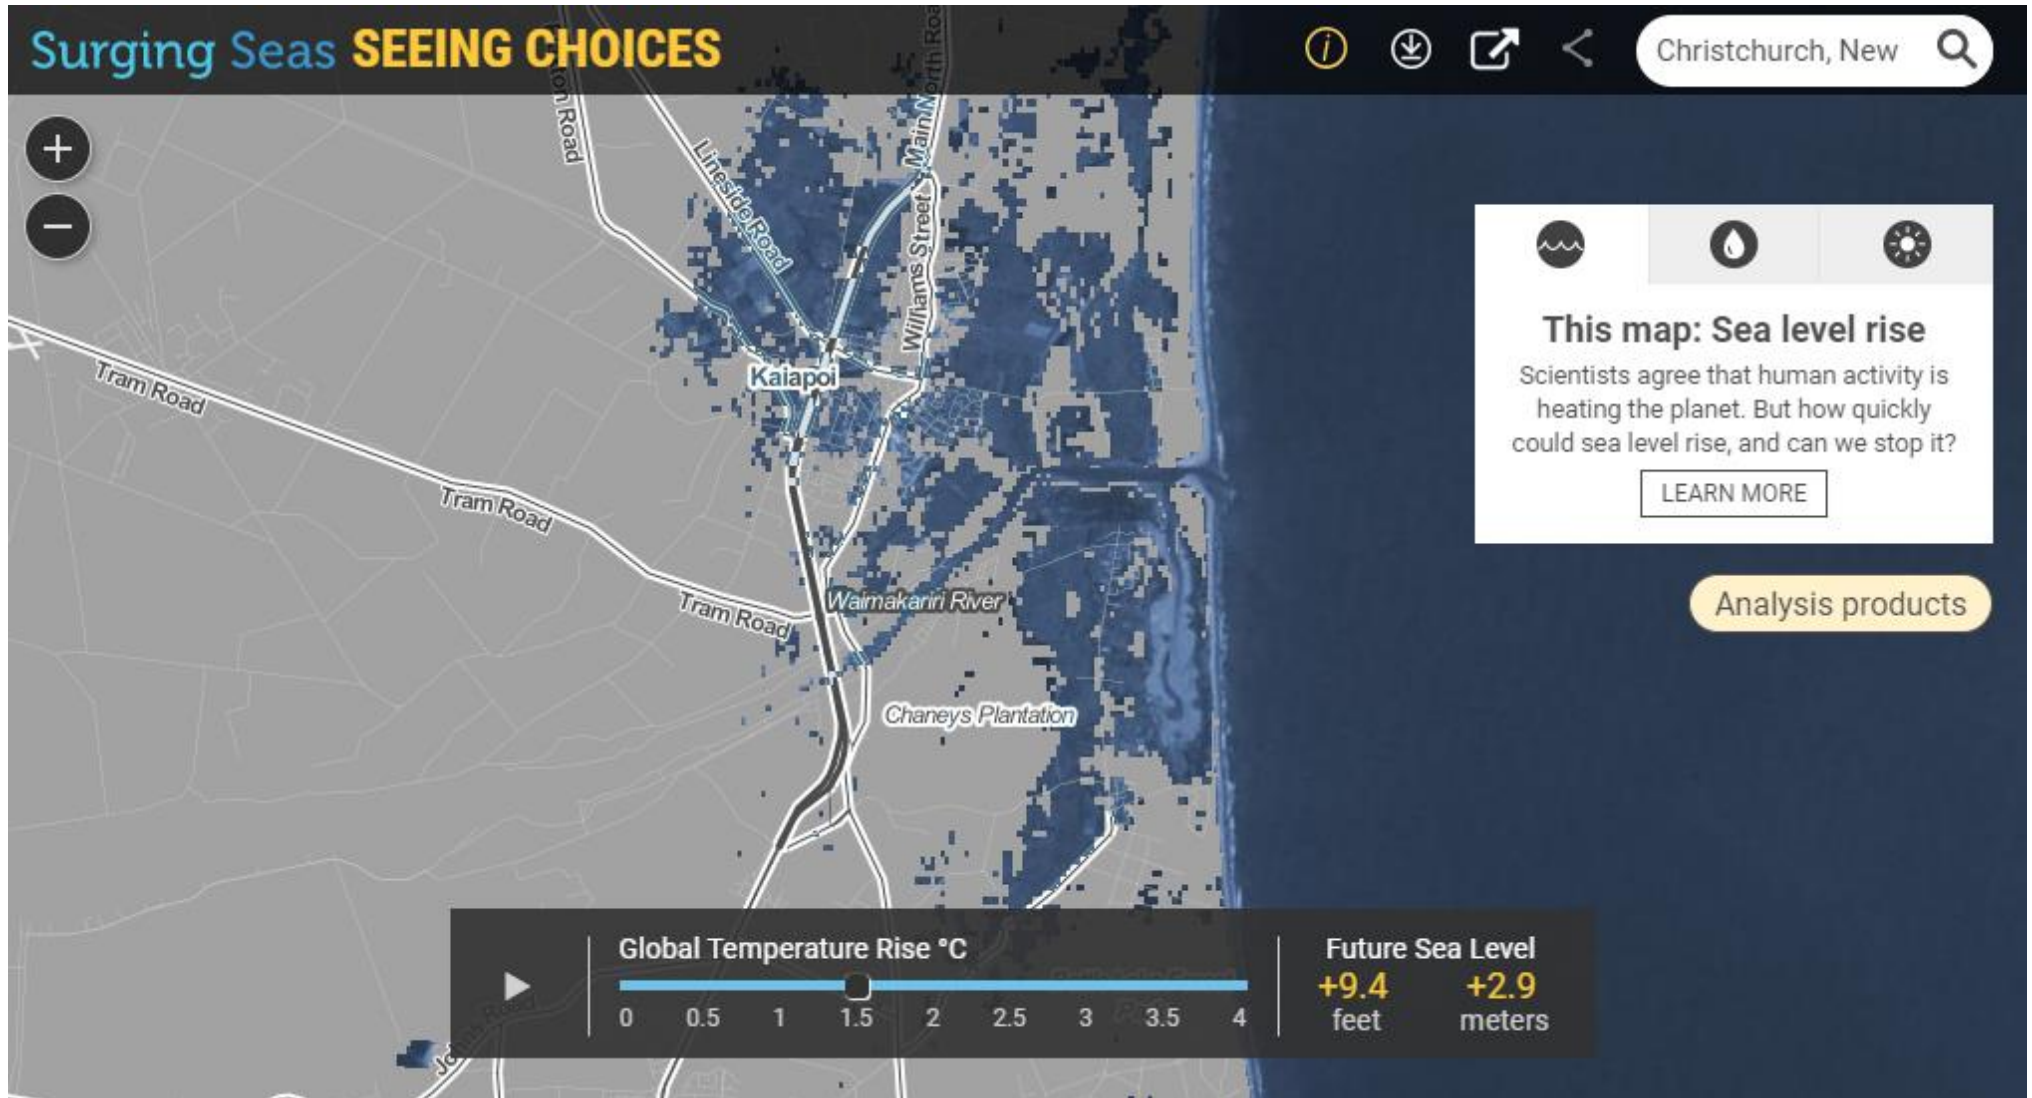 Surging Seas SEEING CHOICES
Christchurch, New
Lineside Road
Main North Road
Williams Street
Kaiapoi
Tram Road
Tram Road
Tram Road
Waimakariri River
Chaneys Plantation
This map: Sea level rise
Scientists agree that human activity is
heating the planet. But how quickly
could sea level rise, and can we stop it?
LEARN MORE
Analysis products
Global Temperature Rise °C
0 0.5 1 1.5 2 2.5 3 3.5 4
Future Sea Level
+9.4 +2.9
feet meters